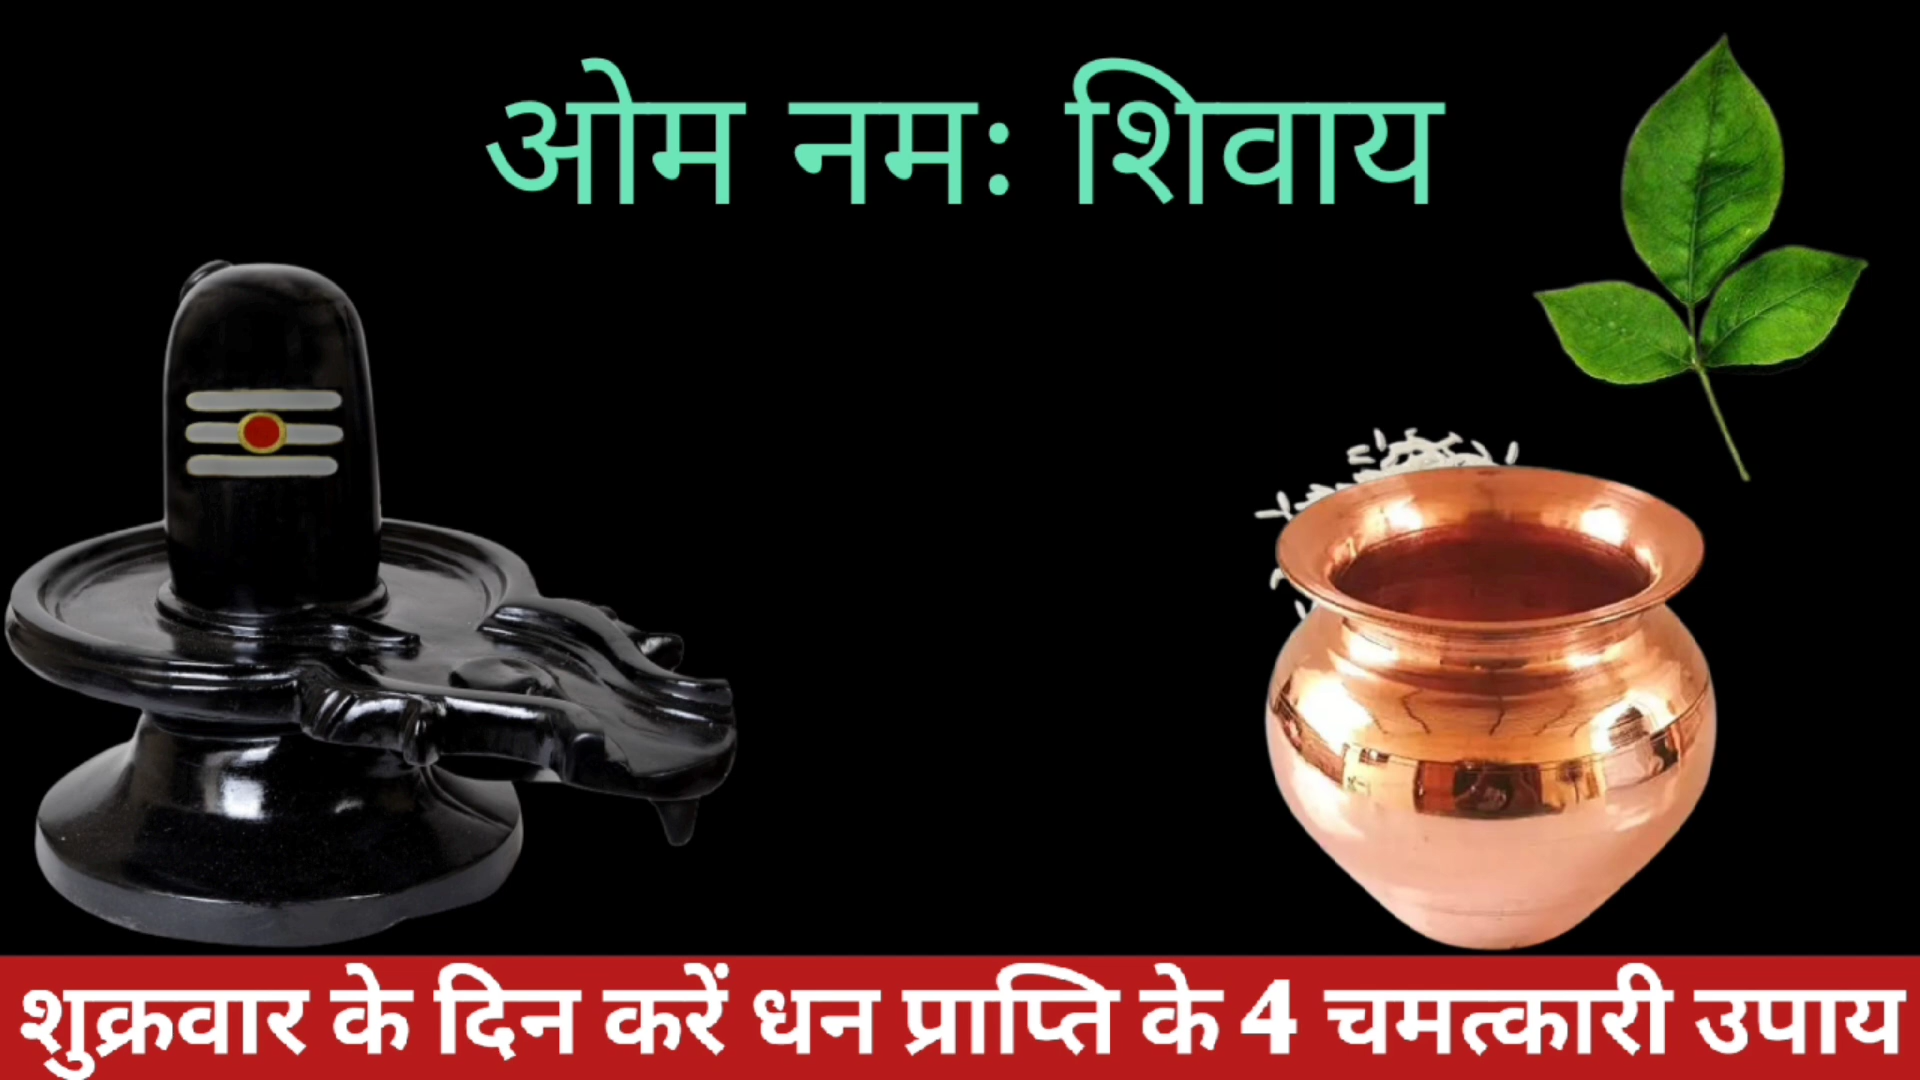 ओम नमः शिवाय
शुक्रवार के दिन करें धन प्राप्ति के 4 चमत्कारी उपाय